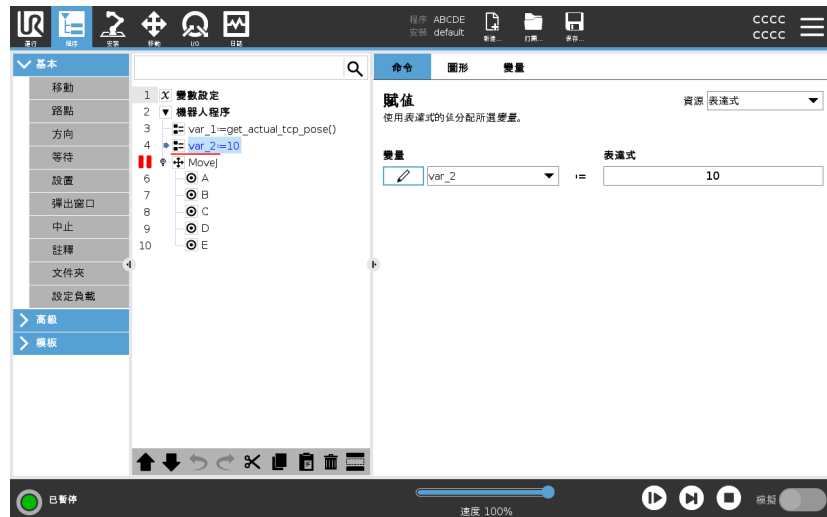 UR
運行
程序
安裝
移動
I/O
日誌
程序 ABCDE
安裝 default
新建...
打開...
保存...
cccc
cccc
基本
移動
路點
方向
等待
設置
彈出窗口
中止
註釋
文件夾
設定負載
高級
模板
1 X 變數設定
2 機器人程序
3 var_1:=get_actual_tcp_pose()
4 var_2:=10
MoveJ
6 A
7 B
8 C
9 D
10 E
命令 圖形 變量
賦值
資源 表達式
使用表達式的值分配所選變量。
變量 表達式
var_2 := 10
已暫停
速度 100%
模擬